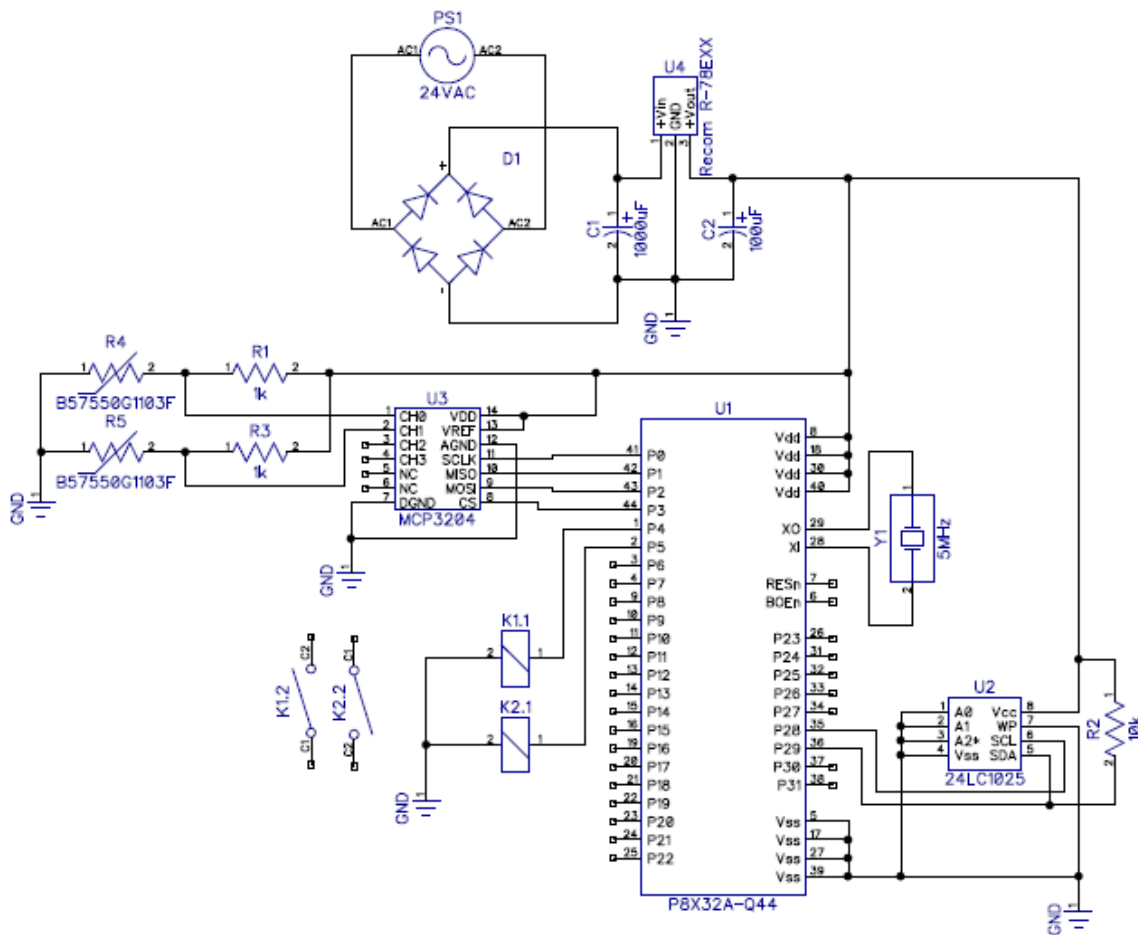 PS1
AC1 AC2
24VAC
U4
+Vin
GND
+Vout
1 2 3
Recom R-78EXX
D1
+
AC1 AC2
-
C1
1000uF
1
+
2
C2
100uF
1
+
2
GND
1
R4
1 2
B57550G1103F
R1
1 2
1k
R5
1 2
B57550G1103F
R3
1 2
1k
GND
1
U3
1 CH0 VDD 14
2 CH1 VREF 13
3 CH2 AGND 12
4 CH3 SCLK 11
5 NC MISO 10
6 NC MOSI 9
7 DGND CS 8
MCP3204
GND
1
K1.1
2 1
K2.1
2 1
GND
1
K1.2
C2
C1
K2.2
C1
C2
U1
41 P0
42 P1
43 P2
44 P3
1 P4
2 P5
3 P6
4 P7
9 P8
10 P9
11 P10
12 P11
13 P12
14 P13
15 P14
16 P15
19 P16
20 P17
21 P18
22 P19
23 P20
24 P21
25 P22
Vdd 8
Vdd 18
Vdd 30
Vdd 40
XO 29
XI 28
RESn 7
BOEn 6
P23 26
P24 31
P25 32
P26 33
P27 34
P28 35
P29 36
P30 37
P31 38
Vss 5
Vss 17
Vss 27
Vss 39
P8X32A-Q44
Y1
5MHz
1
2
U2
1 A0 Vcc 8
2 A1 WP 7
3 A2* SCL 6
4 Vss SDA 5
24LC1025
R2
10k
1
2
GND
1